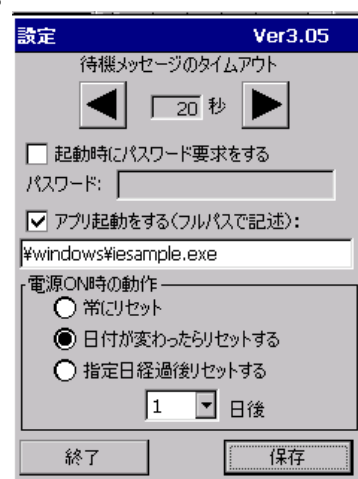 設定 Ver3.05
待機メッセージのタイムアウト
20 秒
起動時にパスワード要求をする
パスワード:
アプリ起動をする(フルパスで記述):
¥windows¥iesample.exe
電源ON時の動作
常にリセット
日付が変わったらリセットする
指定日経過後リセットする
1 日後
終了 保存